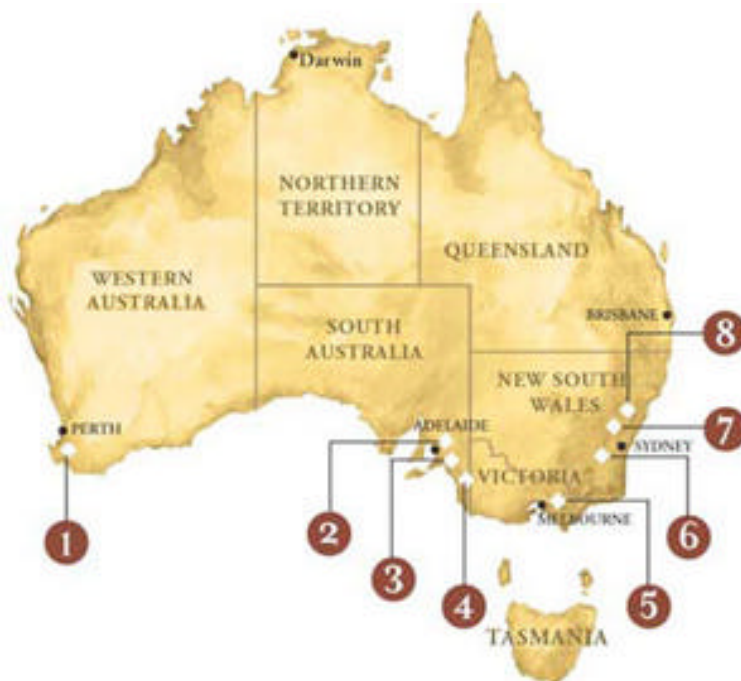 Darwin
NORTHERN
TERRITORY
QUEENSLAND
WESTERN
AUSTRALIA
SOUTH
AUSTRALIA
BRISBANE
8
NEW SOUTH
WALES
PERTH
ADELAIDE
7
SYDNEY
VICTORIA
MELBOURNE
1
2
3
4
5
6
TASMANIA